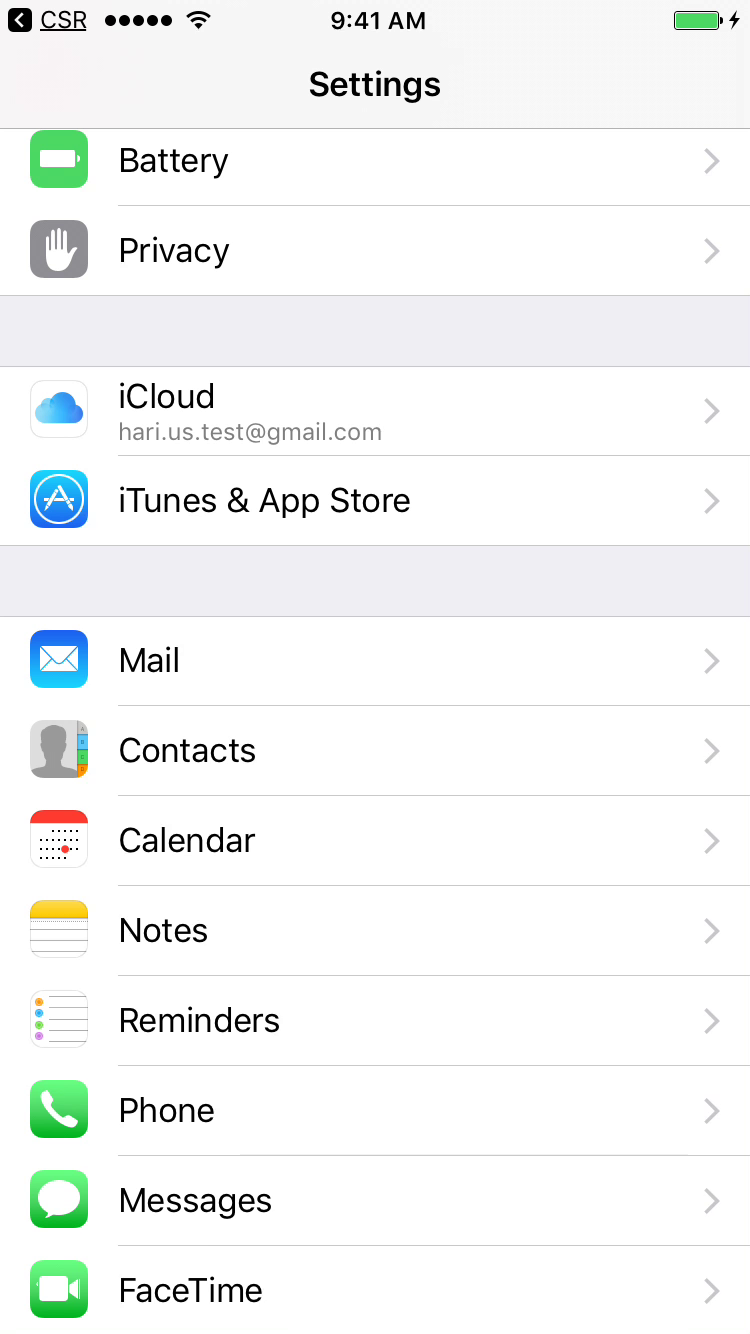 CSR 9:41 AM
Settings
Battery
Privacy
iCloud
hari.us.test@gmail.com
iTunes & App Store
Mail
Contacts
Calendar
Notes
Reminders
Phone
Messages
FaceTime